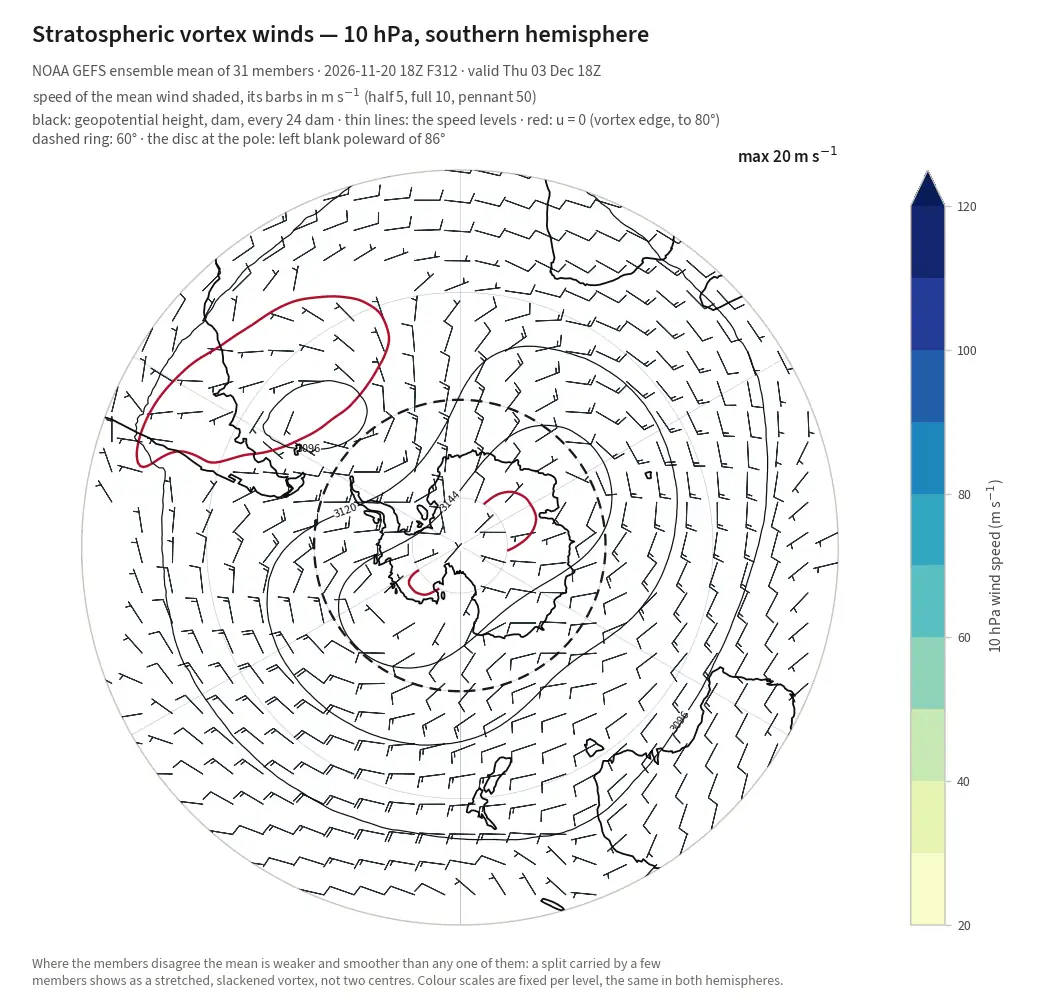 Stratospheric vortex winds — 10 hPa, southern hemisphere
NOAA GEFS ensemble mean of 31 members · 2026-11-20 18Z F312 · valid Thu 03 Dec 18Z
speed of the mean wind shaded, its barbs in m s⁻¹ (half 5, full 10, pennant 50)
black: geopotential height, dam, every 24 dam · thin lines: the speed levels · red: u = 0 (vortex edge, to 80°)
dashed ring: 60° · the disc at the pole: left blank poleward of 86°
max 20 m s⁻¹
120
100
80
60
40
20
10 hPa wind speed (m s⁻¹)
3096
3120
3144
3096
Where the members disagree the mean is weaker and smoother than any one of them: a split carried by a few
members shows as a stretched, slackened vortex, not two centres. Colour scales are fixed per level, the same in both hemispheres.